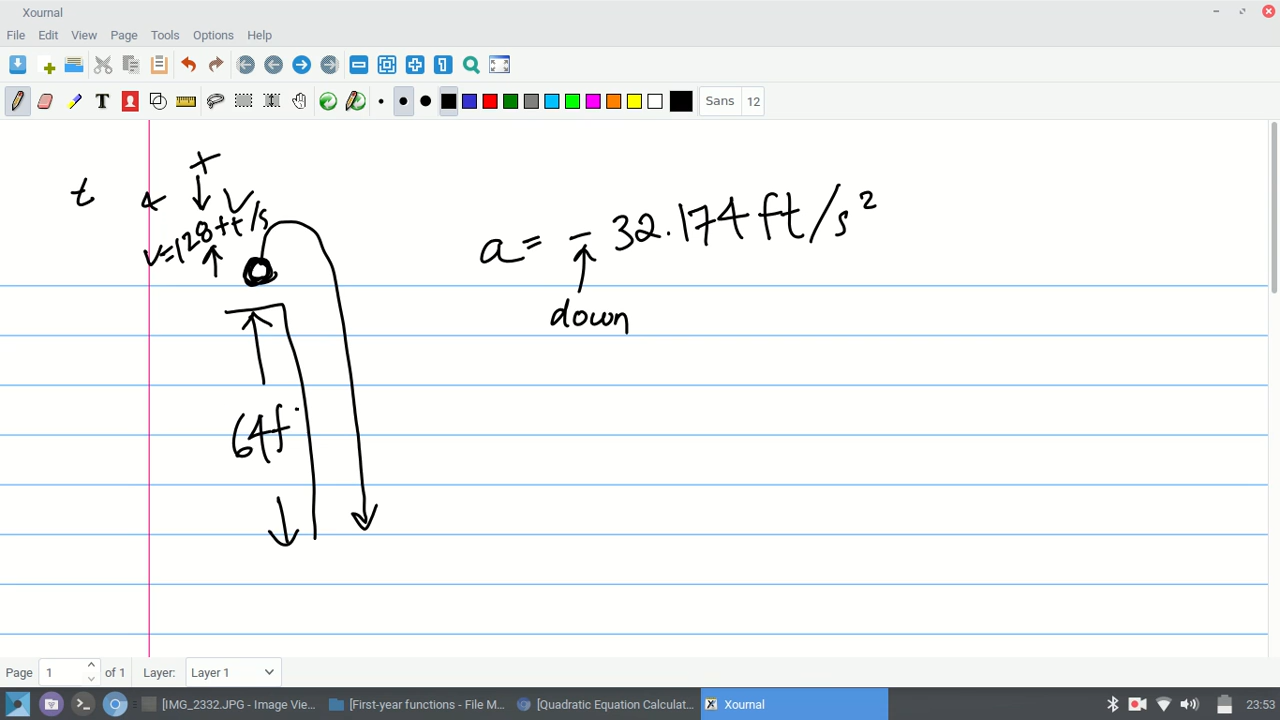 Xournal
File Edit View Page Tools Options Help
Sans 12
t
x
v
v=128ft/s
a= -32.174 ft/s²
down
64f
Page 1 of 1 Layer: Layer 1
[IMG_2332.JPG - Image Vie... [First-year functions - File M... [Quadratic Equation Calculat... Xournal 23:53